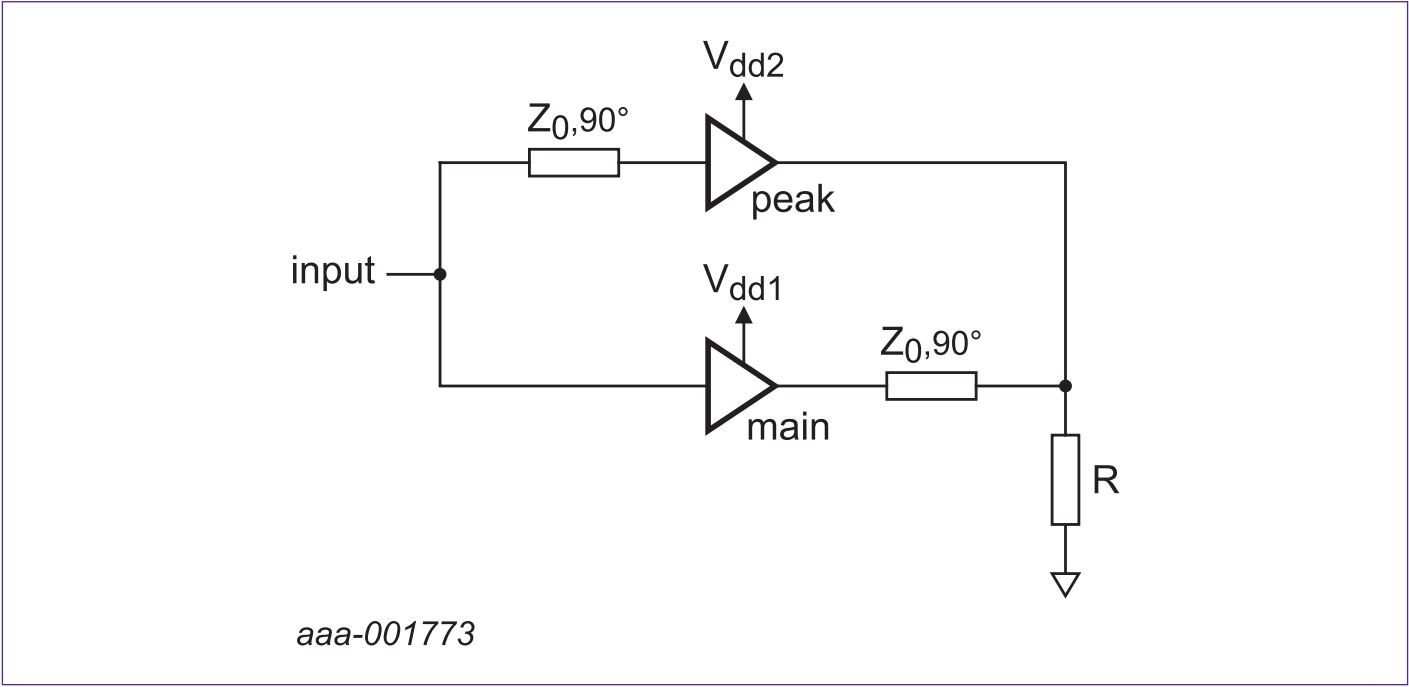 Vdd2
Z0,90°
peak
input
Vdd1
Z0,90°
main
R
aaa-001773